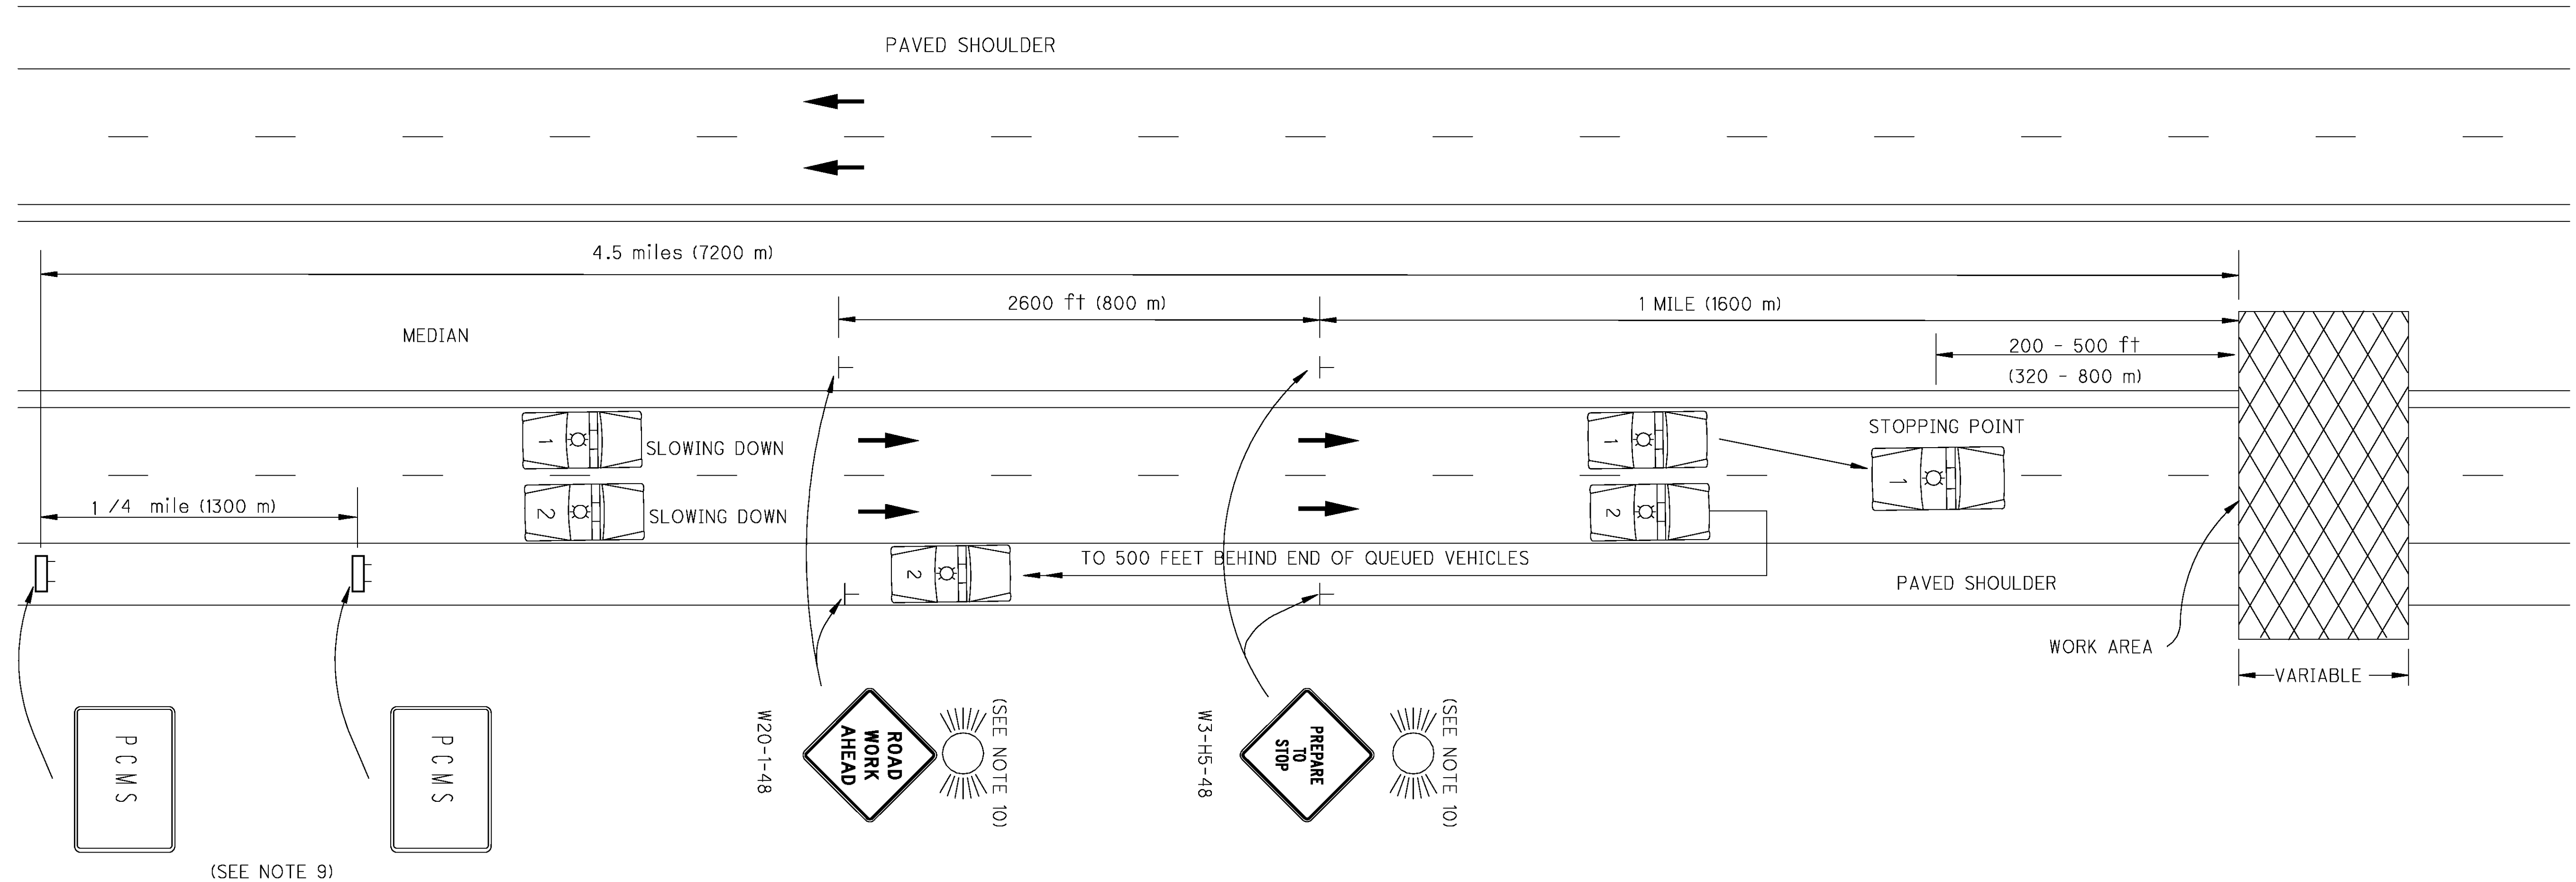 PAVED SHOULDER
4.5 miles (7200 m)
2600 ft (800 m)
1 MILE (1600 m)
MEDIAN
200 - 500 ft
(320 - 800 m)
1
SLOWING DOWN
1
STOPPING POINT
1
1 /4 mile (1300 m)
2
SLOWING DOWN
2
TO 500 FEET BEHIND END OF QUEUED VEHICLES
2
PAVED SHOULDER
WORK AREA
VARIABLE
PCMS
PCMS
(SEE NOTE 9)
W20-1-48
ROAD
WORK
AHEAD
(SEE NOTE 10)
W3-H5-48
PREPARE
TO
STOP
(SEE NOTE 10)